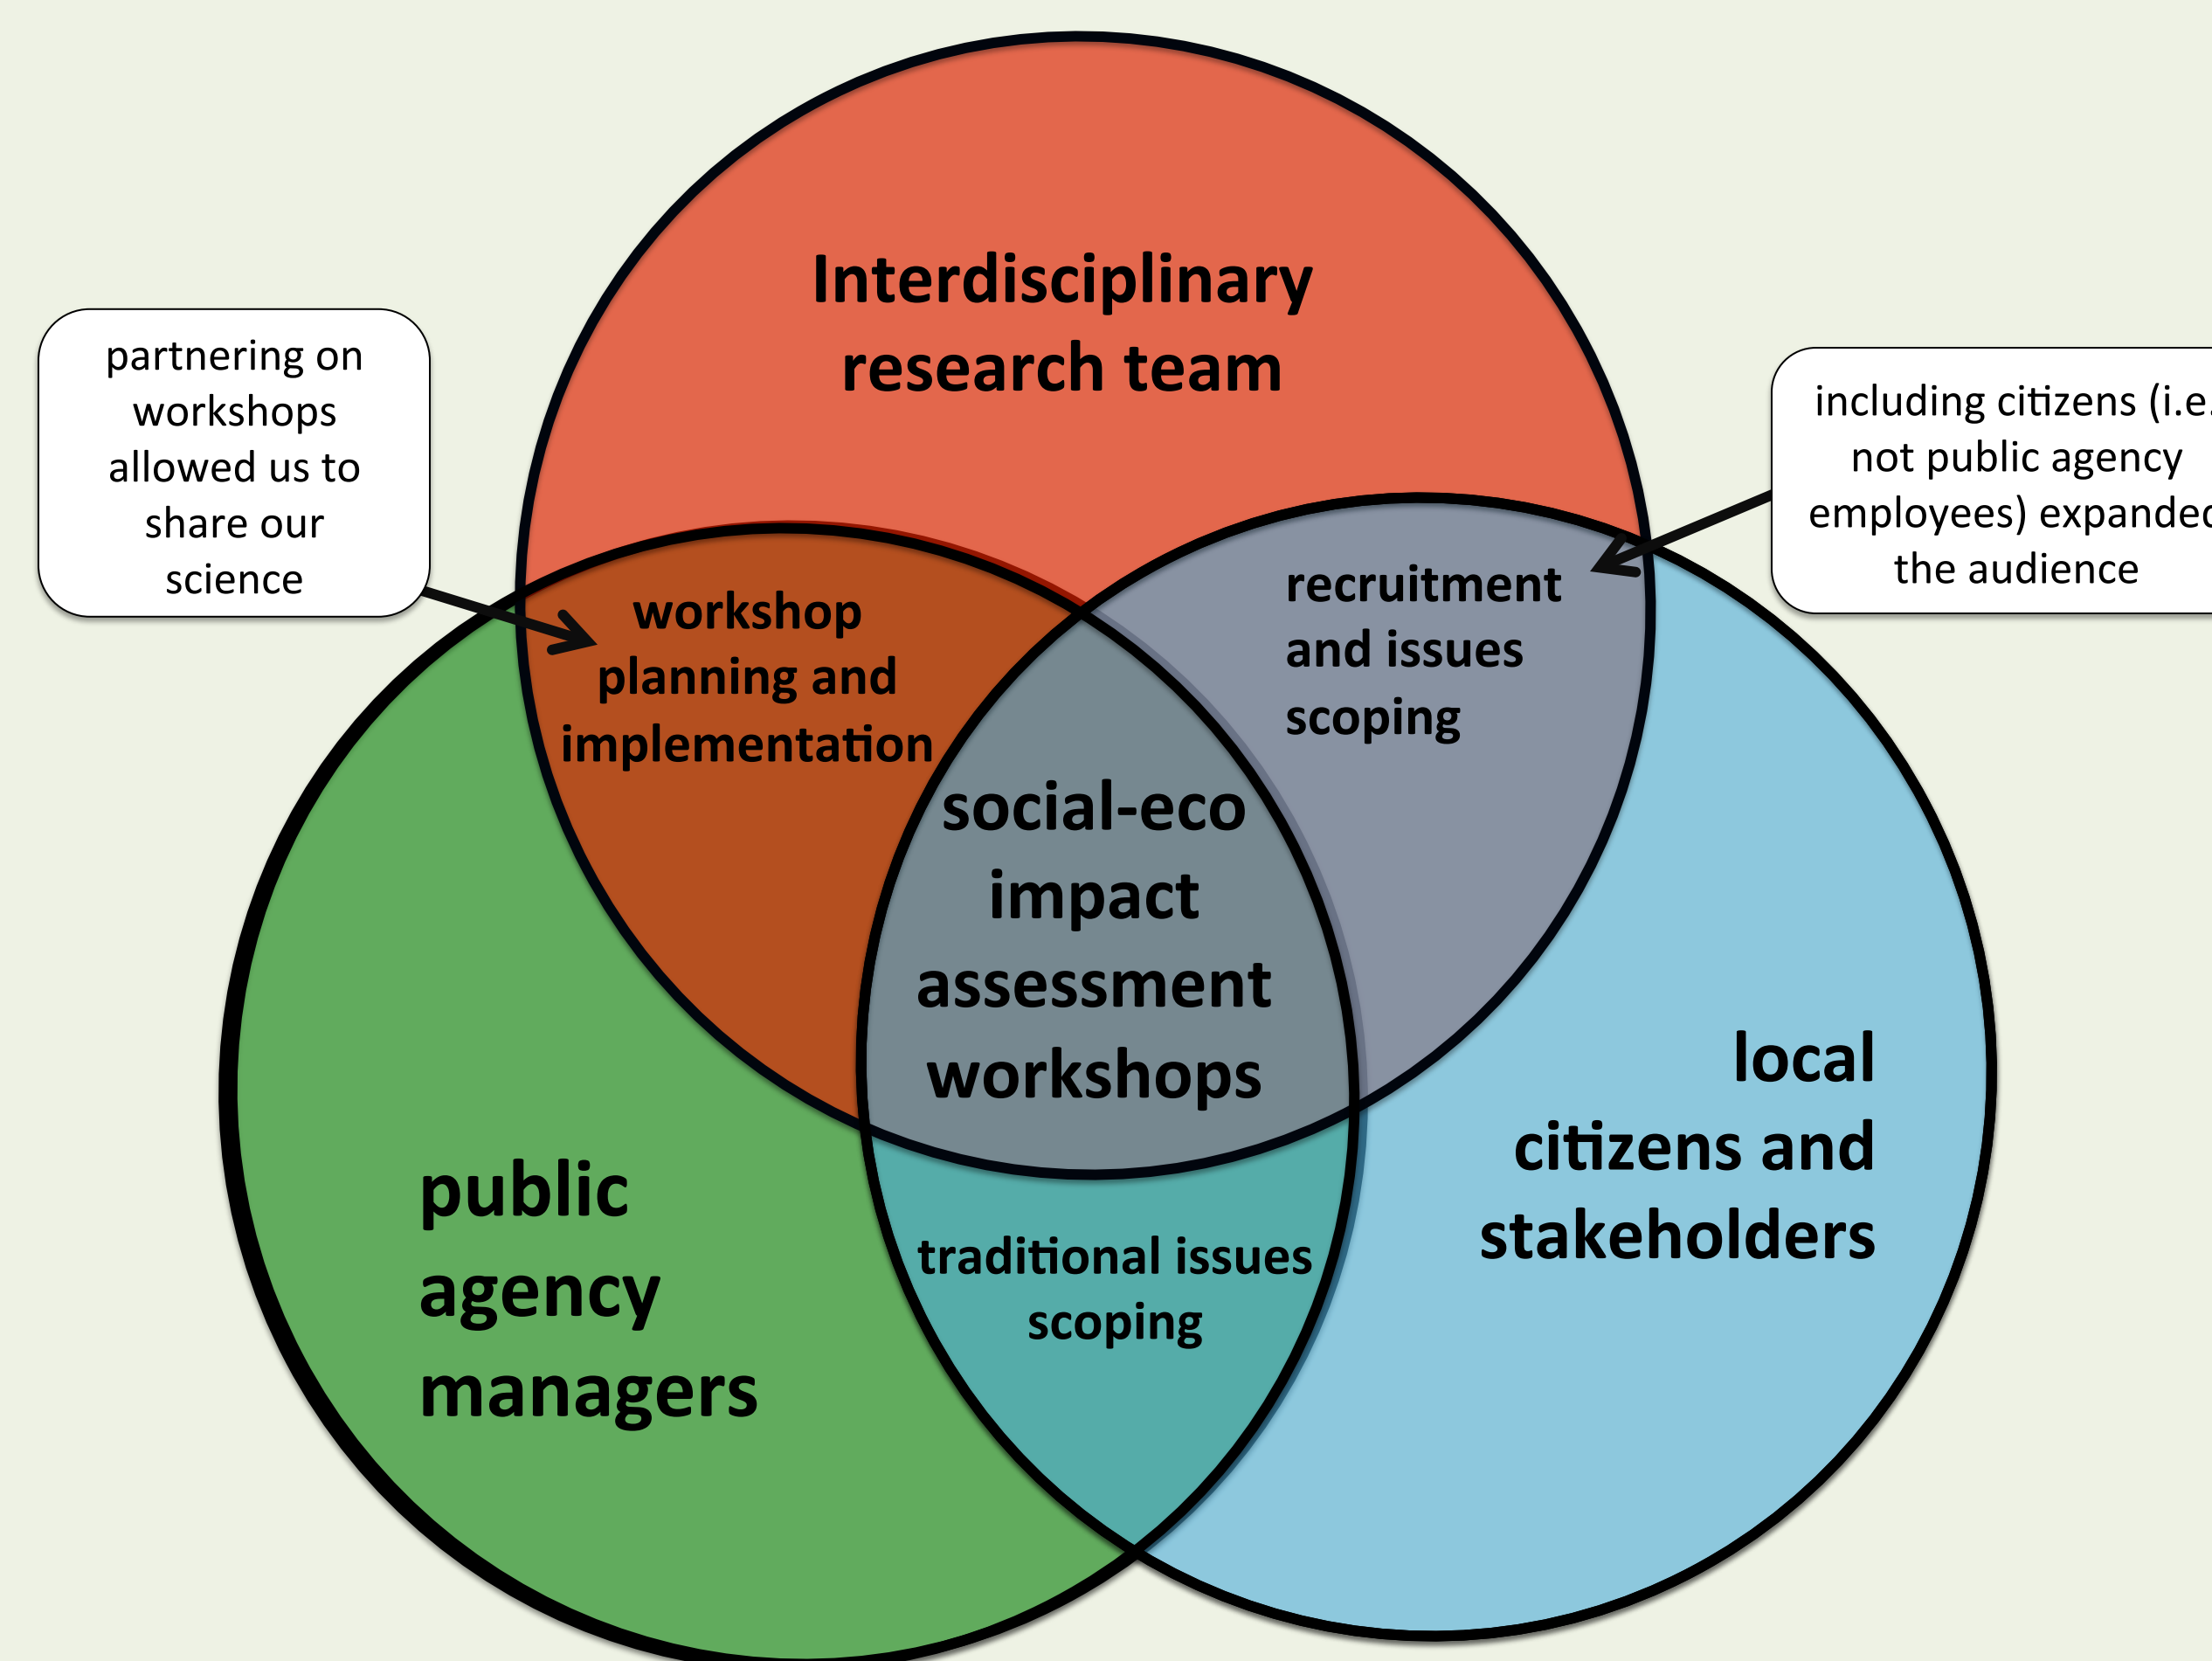 Interdisciplinary
research team
partnering on
workshops
allowed us to
share our
science
including citizens (i.e.
not public agency
employees) expanded
the audience
workshop
planning and
implementation
recruitment
and issues
scoping
social-eco
impact
assessment
workshops
local
citizens and
stakeholders
public
agency
managers
traditional issues
scoping